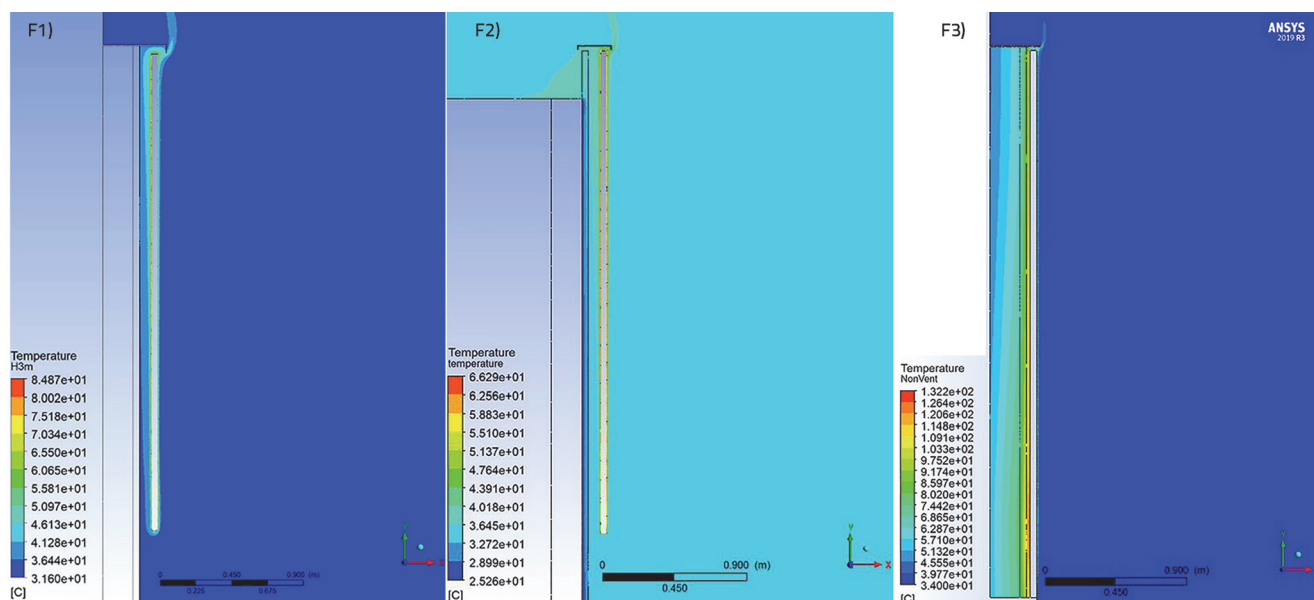 F1)
F2)
F3)
ANSYS
2019 R3
Temperature
H3m
8.487e+01
8.002e+01
7.518e+01
7.034e+01
6.550e+01
6.065e+01
5.581e+01
5.097e+01
4.613e+01
4.128e+01
3.644e+01
3.160e+01
[C]
0 0.450 0.900 (m)
0.225 0.675
Y
X
Temperature
temperature
6.629e+01
6.256e+01
5.883e+01
5.510e+01
5.137e+01
4.764e+01
4.391e+01
4.018e+01
3.645e+01
3.272e+01
2.899e+01
2.526e+01
[C]
0 0.900 (m)
0.450
Y
X
Temperature
NonVent
1.322e+02
1.264e+02
1.206e+02
1.148e+02
1.091e+02
1.033e+02
9.752e+01
9.174e+01
8.597e+01
8.020e+01
7.442e+01
6.865e+01
6.287e+01
5.710e+01
5.132e+01
4.555e+01
3.977e+01
3.400e+01
[C]
0 0.900 (m)
0.450
Y
X